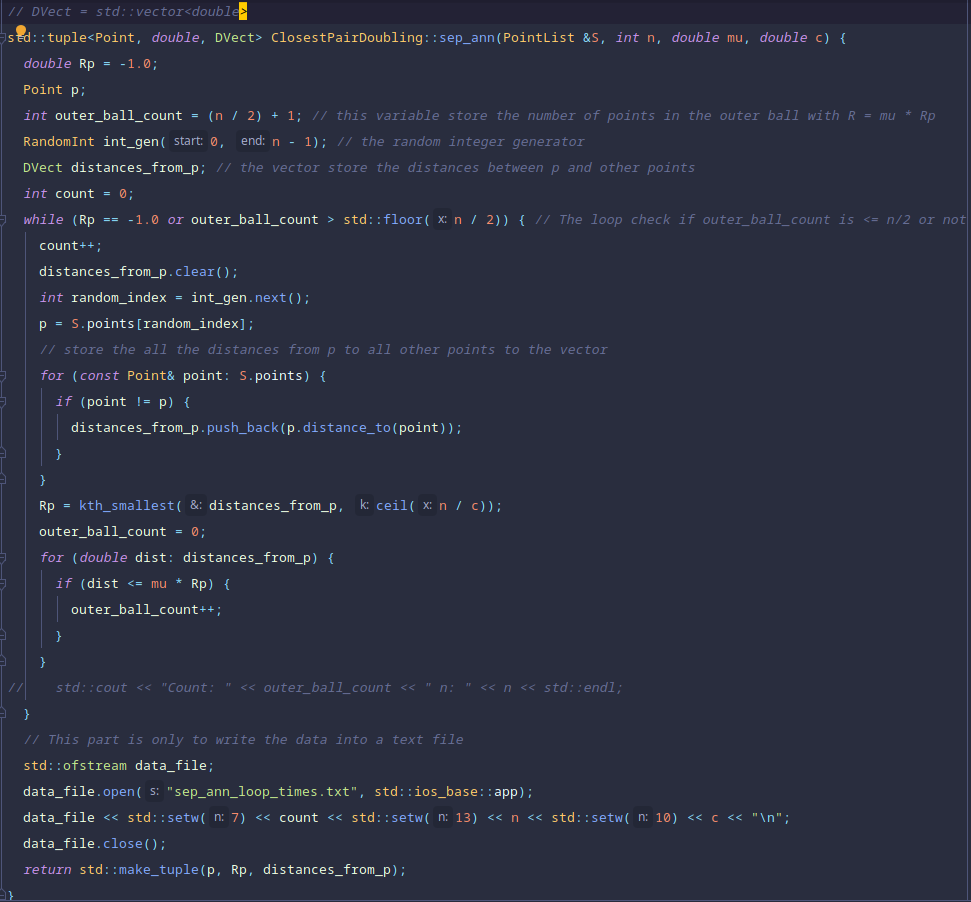 // DVect = std::vector<double>
std::tuple<Point, double, DVect> ClosestPairDoubling::sep_ann(PointList &S, int n, double mu, double c) {
double Rp = -1.0;
Point p;
int outer_ball_count = (n / 2) + 1; // this variable store the number of points in the outer ball with R = mu * Rp
RandomInt int_gen( start: 0, end: n - 1); // the random integer generator
DVect distances_from_p; // the vector store the distances between p and other points
int count = 0;
while (Rp == -1.0 or outer_ball_count > std::floor( x: n / 2)) { // The loop check if outer_ball_count is <= n/2 or not
count++;
distances_from_p.clear();
int random_index = int_gen.next();
p = S.points[random_index];
// store the all the distances from p to all other points to the vector
for (const Point& point: S.points) {
if (point != p) {
distances_from_p.push_back(p.distance_to(point));
}
}
Rp = kth_smallest( &: distances_from_p, k: ceil( x: n / c));
outer_ball_count = 0;
for (double dist: distances_from_p) {
if (dist <= mu * Rp) {
outer_ball_count++;
}
}
// std::cout << "Count: " << outer_ball_count << " n: " << n << std::endl;
}
// This part is only to write the data into a text file
std::ofstream data_file;
data_file.open( s: "sep_ann_loop_times.txt", std::ios_base::app);
data_file << std::setw( n: 7) << count << std::setw( n: 13) << n << std::setw( n: 10) << c << "\n";
data_file.close();
return std::make_tuple(p, Rp, distances_from_p);
}